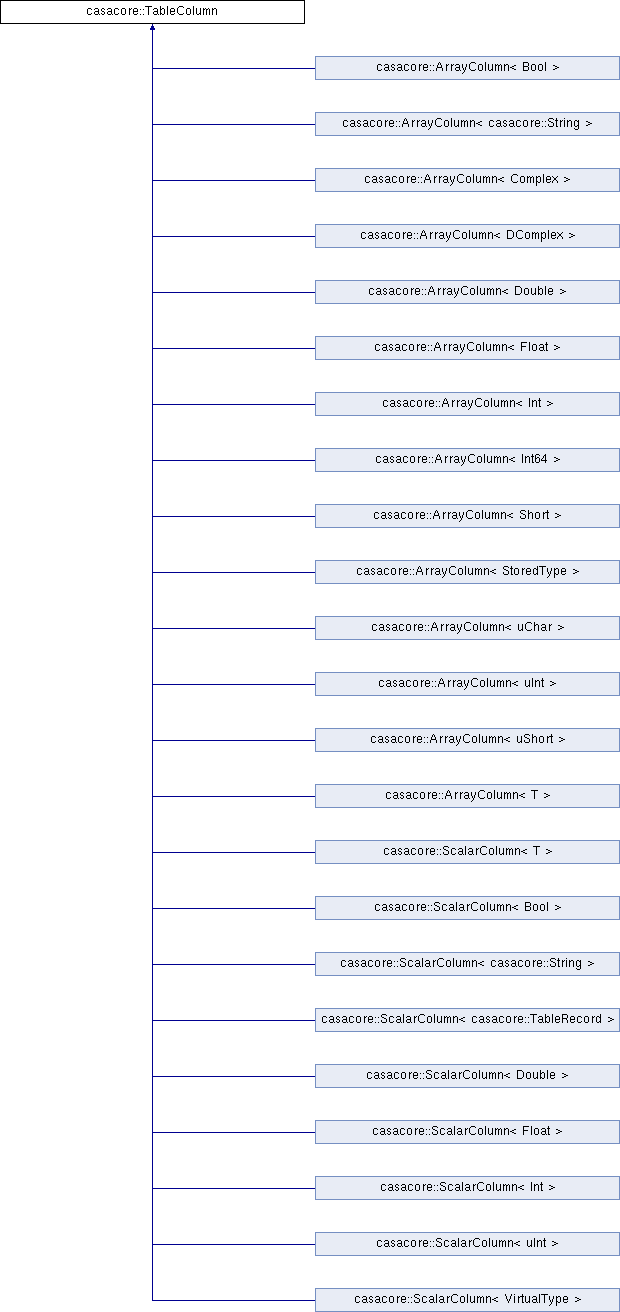 casacore::TableColumn
casacore::ArrayColumn< Bool >
casacore::ArrayColumn< casacore::String >
casacore::ArrayColumn< Complex >
casacore::ArrayColumn< DComplex >
casacore::ArrayColumn< Double >
casacore::ArrayColumn< Float >
casacore::ArrayColumn< Int >
casacore::ArrayColumn< Int64 >
casacore::ArrayColumn< Short >
casacore::ArrayColumn< StoredType >
casacore::ArrayColumn< uChar >
casacore::ArrayColumn< uInt >
casacore::ArrayColumn< uShort >
casacore::ArrayColumn< T >
casacore::ScalarColumn< T >
casacore::ScalarColumn< Bool >
casacore::ScalarColumn< casacore::String >
casacore::ScalarColumn< casacore::TableRecord >
casacore::ScalarColumn< Double >
casacore::ScalarColumn< Float >
casacore::ScalarColumn< Int >
casacore::ScalarColumn< uInt >
casacore::ScalarColumn< VirtualType >